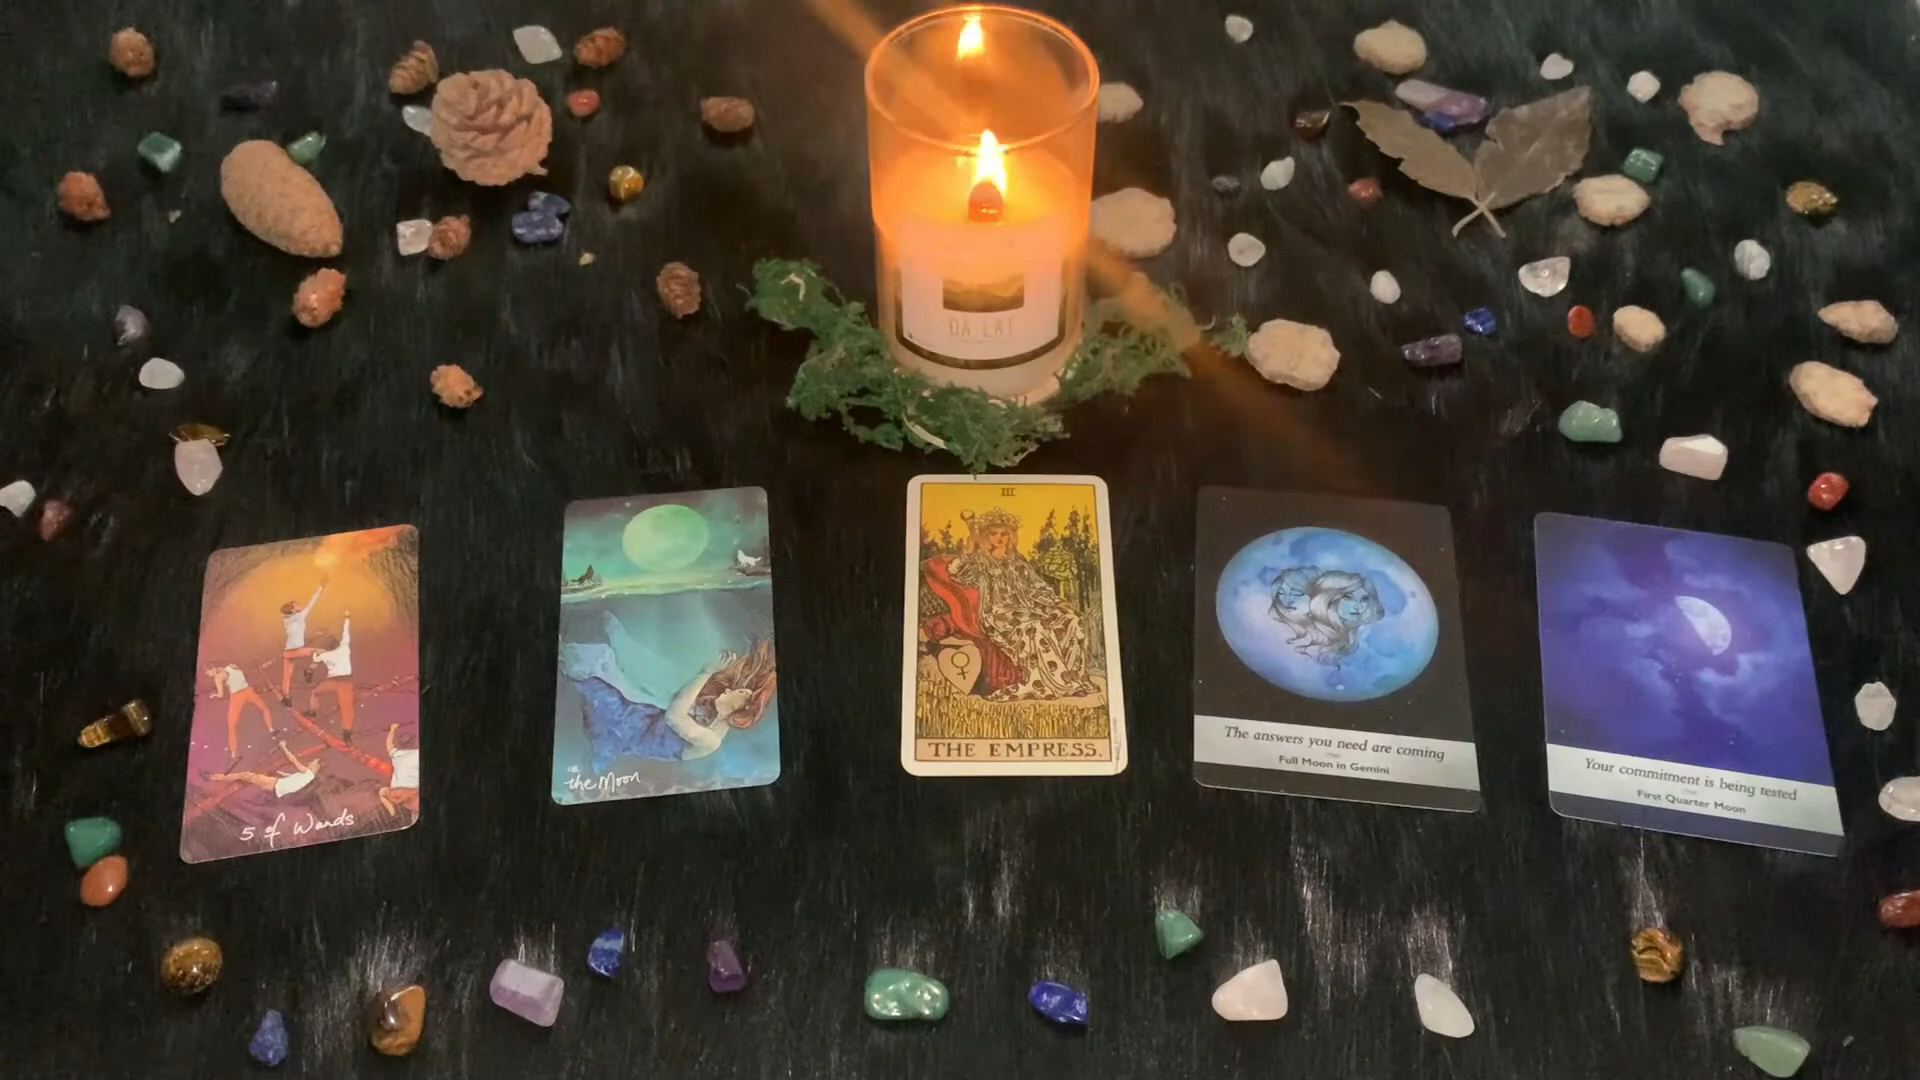 DA LAT
III
THE EMPRESS.
5 of Wands
18.
the Moon
The answers you need are coming
Full Moon in Gemini
Your commitment is being tested
First Quarter Moon